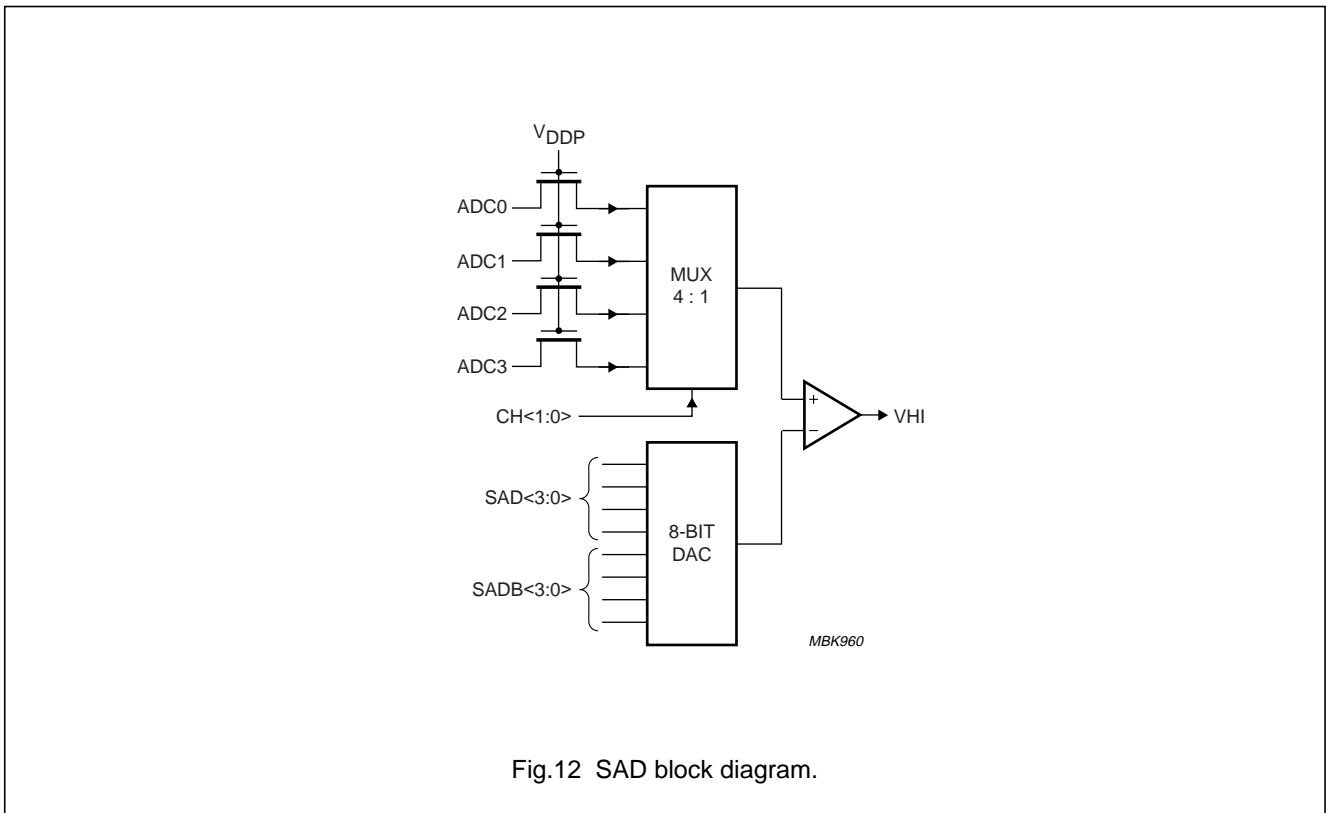 VDDP
ADC0
ADC1
ADC2
ADC3
MUX
4 : 1
CH<1:0>
+
−
VHI
SAD<3:0>
8-BIT
DAC
SADB<3:0>
MBK960
Fig.12 SAD block diagram.